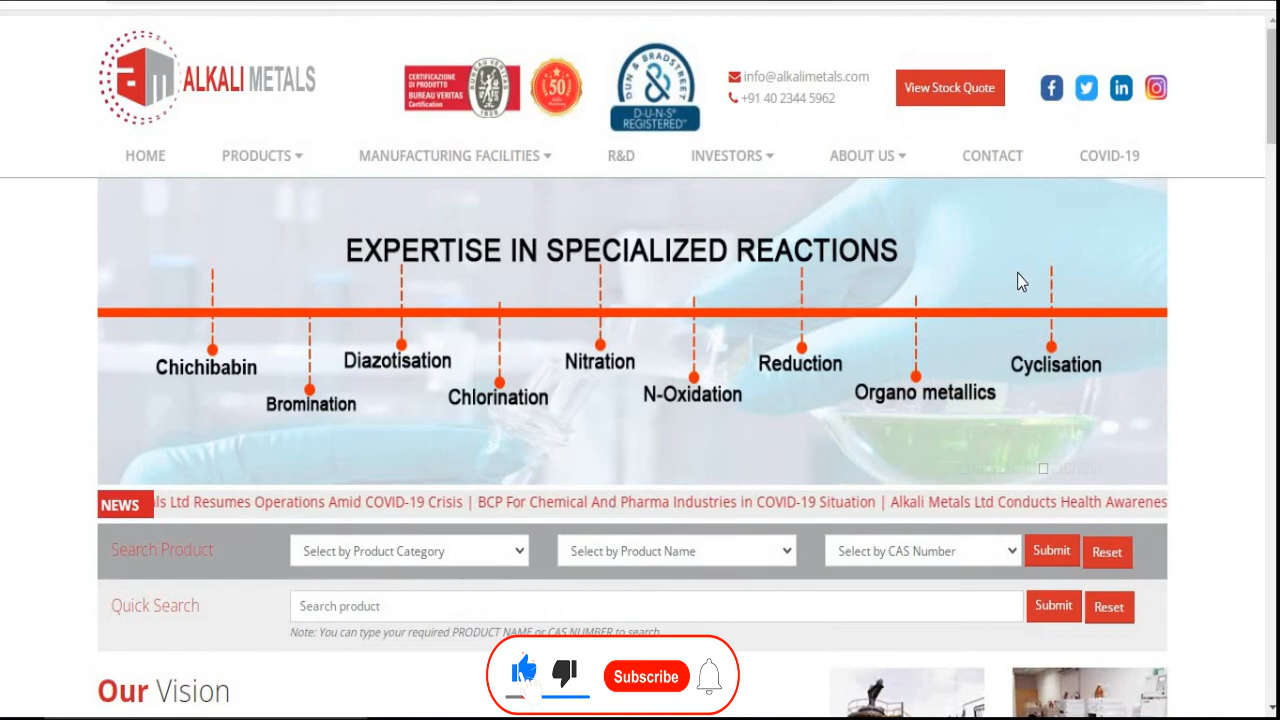 ALKALI METALS
CERTIFICAZIONE
DI PRODOTTO
BUREAU VERITAS
Certification
BUREAU VERITAS
1828
50
DUN & BRADSTREET
D-U-N-S®
REGISTERED™
info@alkalimetals.com
+91 40 2344 5962
View Stock Quote
HOME PRODUCTS MANUFACTURING FACILITIES R&D INVESTORS ABOUT US CONTACT COVID-19
EXPERTISE IN SPECIALIZED REACTIONS
Chichibabin
Bromination
Diazotisation
Chlorination
Nitration
N-Oxidation
Reduction
Organo metallics
Cyclisation
NEWS als Ltd Resumes Operations Amid COVID-19 Crisis | BCP For Chemical And Pharma Industries in COVID-19 Situation | Alkali Metals Ltd Conducts Health Awarenes
Search Product Select by Product Category Select by Product Name Select by CAS Number Submit Reset
Quick Search Search product Submit Reset
Note: You can type your required PRODUCT NAME or CAS NUMBER to search
Our Vision
Subscribe